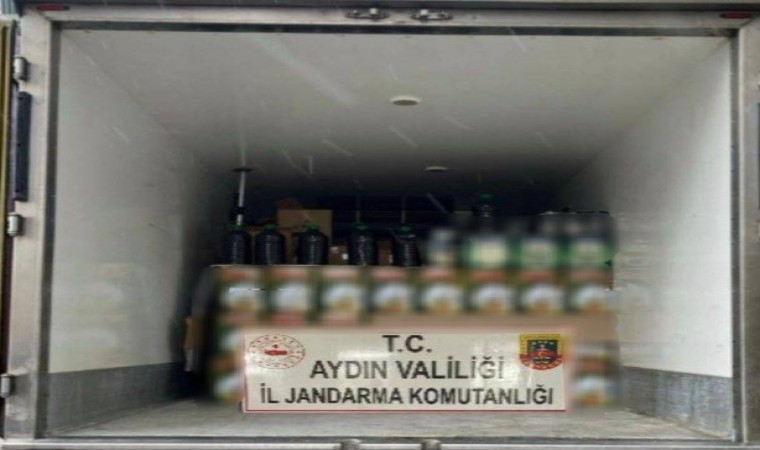 T.C.
AYDIN VALİLİĞİ
İL JANDARMA KOMUTANLIĞI